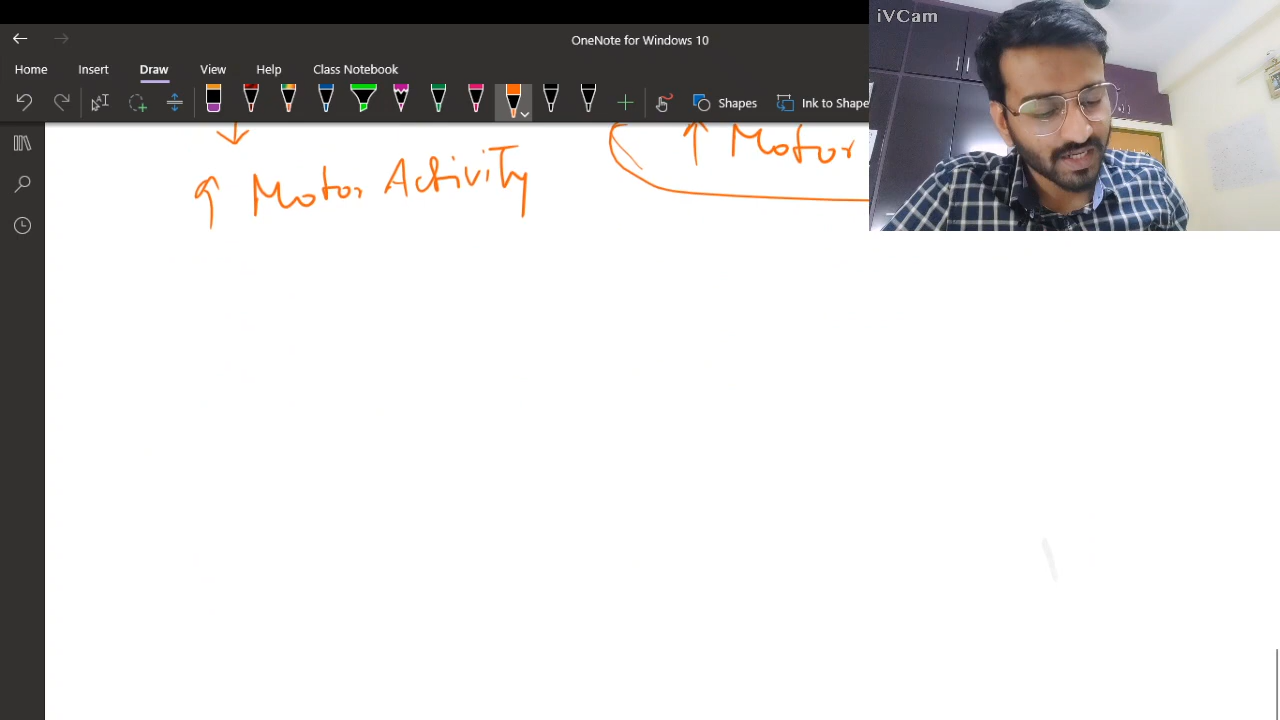 iVCam
OneNote for Windows 10
Home Insert Draw View Help Class Notebook
Shapes Ink to Shape
↓
↑ Motor Activity
↑ Motor